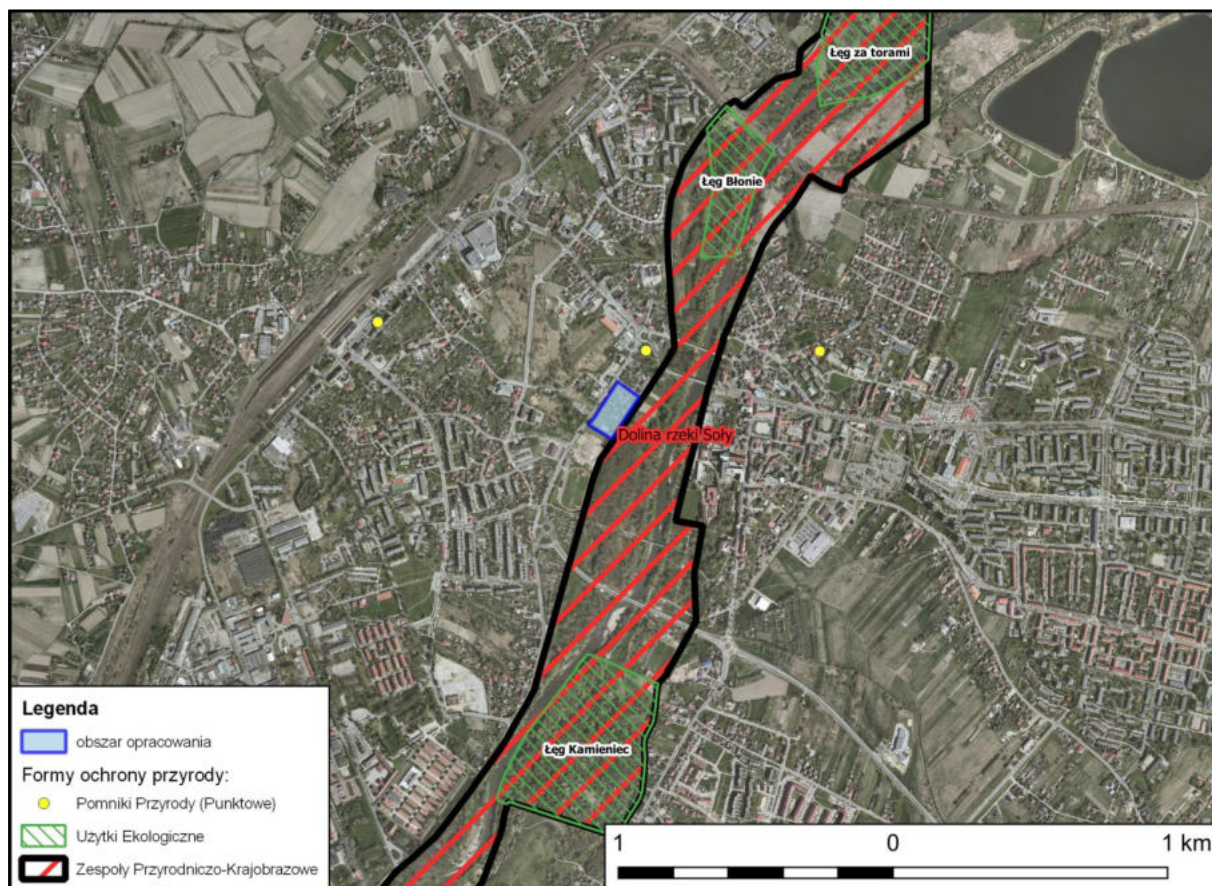 Łęg za torami
Łęg Błonie
Dolina rzeki Soły
Łęg Kamieniec
Legenda
obszar opracowania
Formy ochrony przyrody:
Pomniki Przyrody (Punktowe)
Użytki Ekologiczne
Zespoły Przyrodniczo-Krajobrazowe
1 0 1 km